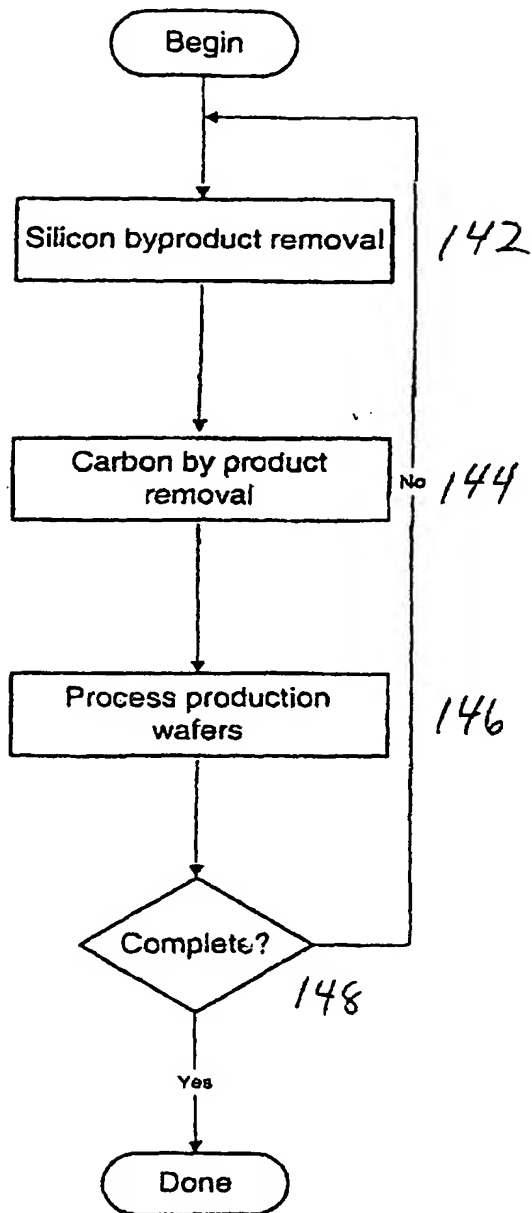 Begin
Silicon byproduct removal
142
Carbon by product
removal
No
144
Process production
wafers
146
Complete?
148
Yes
Done